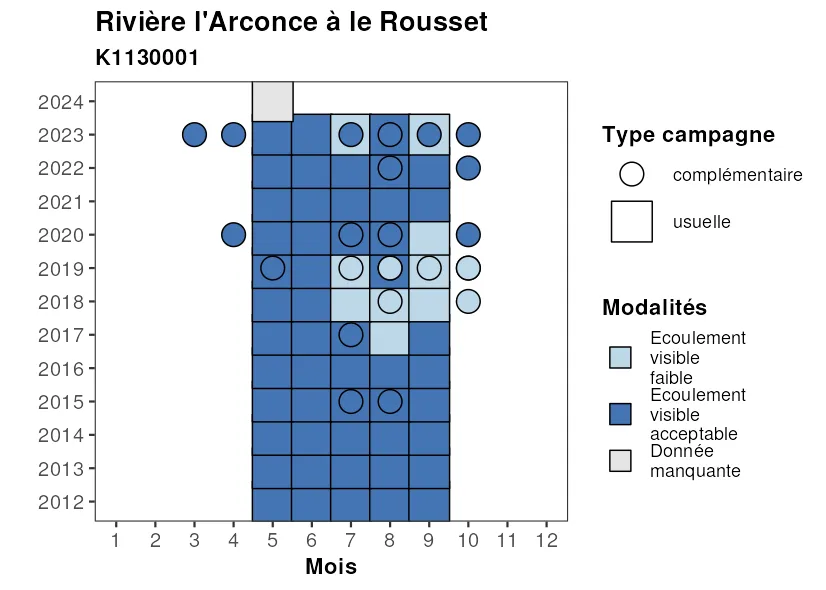 Rivière l'Arconce à le Rousset
K1130001
2024
2023
2022
2021
2020
2019
2018
2017
2016
2015
2014
2013
2012
1 2 3 4 5 6 7 8 9 10 11 12
Mois
Type campagne
complémentaire
usuelle
Modalités
Ecoulement
visible
faible
Ecoulement
visible
acceptable
Donnée
manquante